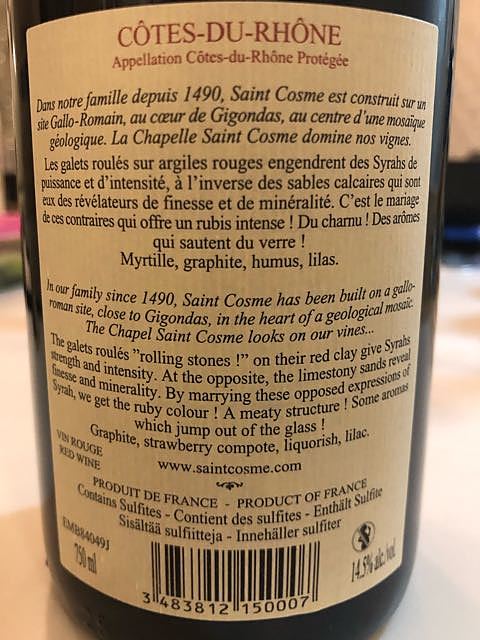 CÔTES-DU-RHÔNE
Appellation Côtes-du-Rhône Protégée
Dans notre famille depuis 1490, Saint Cosme est construit sur un
site Gallo-Romain, au cœur de Gigondas, au centre d'une mosaïque
géologique. La Chapelle Saint Cosme domine nos vignes.
Les galets roulés sur argiles rouges engendrent des Syrahs de
puissance et d'intensité, à l'inverse des sables calcaires qui sont
eux des révélateurs de finesse et de minéralité. C'est le mariage
de ces contraires qui offre un rubis intense ! Du charnu ! Des arômes
qui sautent du verre !
Myrtille, graphite, humus, lilas.
In our family since 1490, Saint Cosme has been built on a gallo-
roman site, close to Gigondas, in the heart of a geological mosaïc.
The Chapel Saint Cosme looks on our vines...
The galets roulés "rolling stones !" on their red clay give Syrahs
strength and intensity. At the opposite, the limestony sands reveal
finesse and minerality. By marrying these opposed expressions of
Syrah, we get the ruby colour ! A meaty structure ! Some aromas
which jump out of the glass !
Graphite, strawberry compote, liquorish, lilac.
VIN ROUGE
RED WINE
www.saintcosme.com
PRODUIT DE FRANCE - PRODUCT OF FRANCE
Contains Sulfites - Contient des sulfites - Enthält Sulfite
Sisältää sulfiitteja - Innehäller sulfiter
EMB84049J
750 ml
14.5% alc./vol.
3 483812 150007